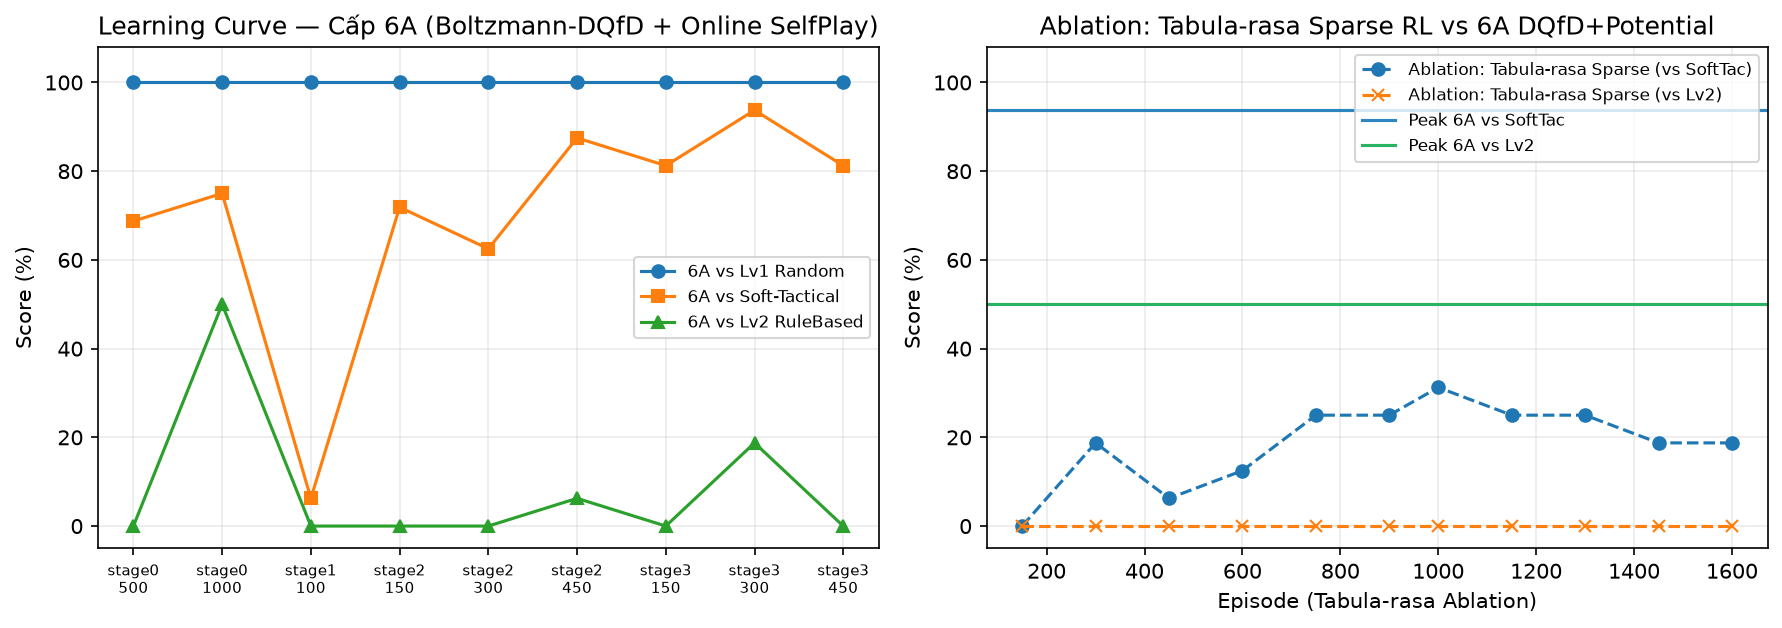 Learning Curve — Cấp 6A (Boltzmann-DQfD + Online SelfPlay)
Score (%)
100
80
60
40
20
0
6A vs Lv1 Random
6A vs Soft-Tactical
6A vs Lv2 RuleBased
stage0 500
stage0 1000
stage1 100
stage2 150
stage2 300
stage2 450
stage3 150
stage3 300
stage3 450
Ablation: Tabula-rasa Sparse RL vs 6A DQfD+Potential
Score (%)
100
80
60
40
20
0
Ablation: Tabula-rasa Sparse (vs SoftTac)
Ablation: Tabula-rasa Sparse (vs Lv2)
Peak 6A vs SoftTac
Peak 6A vs Lv2
200 400 600 800 1000 1200 1400 1600
Episode (Tabula-rasa Ablation)